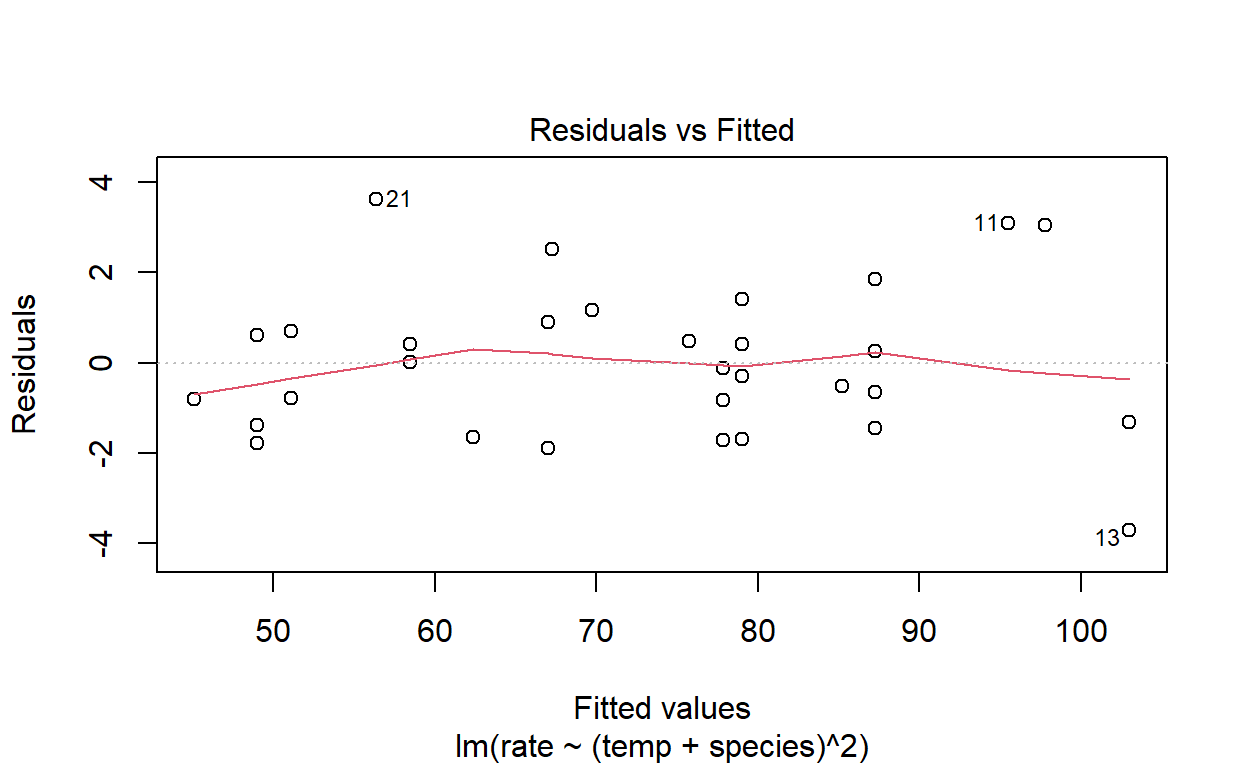 Residuals vs Fitted
4
2
0
-2
-4
Residuals
21
11
13
50 60 70 80 90 100
Fitted values
lm(rate ~ (temp + species)^2)